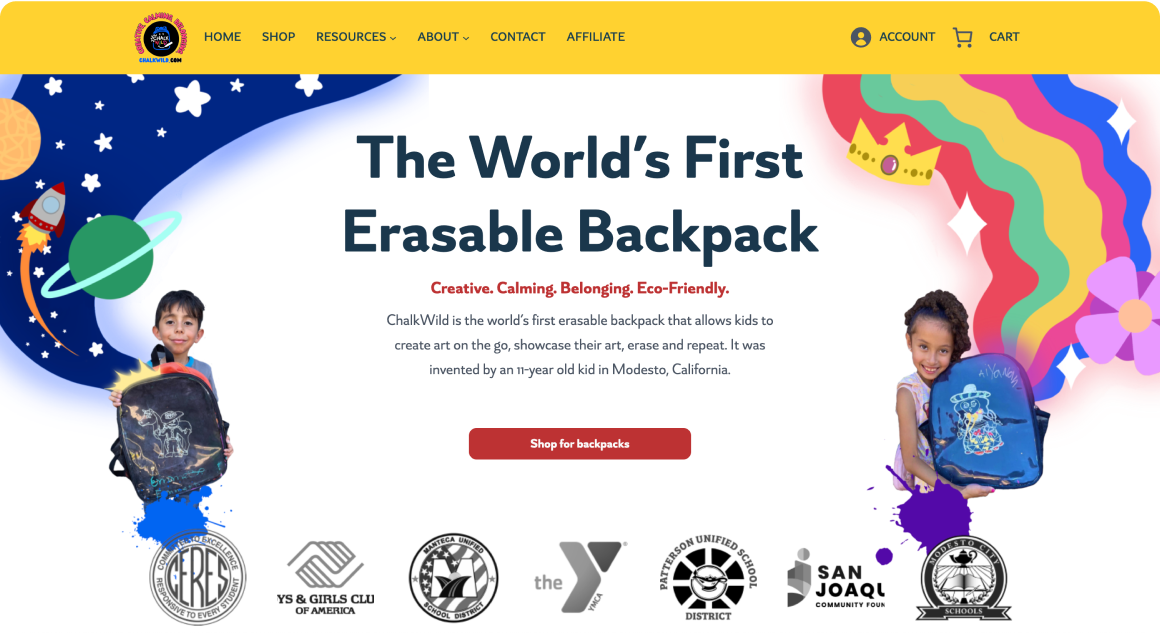 CREATIVE. CALMING. BELONGING.
CHALK
CHALKWILD.COM
HOME
SHOP
RESOURCES
ABOUT
CONTACT
AFFILIATE
ACCOUNT
CART
The World's First
Erasable Backpack
Creative. Calming. Belonging. Eco-Friendly.
ChalkWild is the world's first erasable backpack that allows kids to
create art on the go, showcase their art, erase and repeat. It was
invented by an 11-year old kid in Modesto, California.
Shop for backpacks
CERES
RESPONSIVE TO EVERY STUDENT
YS & GIRLS CLU
OF AMERICA
MANTECA UNIFIED
SCHOOL DISTRICT
the
YMCA
PATTERSON UNIFIED SCHOOL
DISTRICT
SAN
JOAQU
COMMUNITY FOUN
MODESTO CITY
SCHOOLS